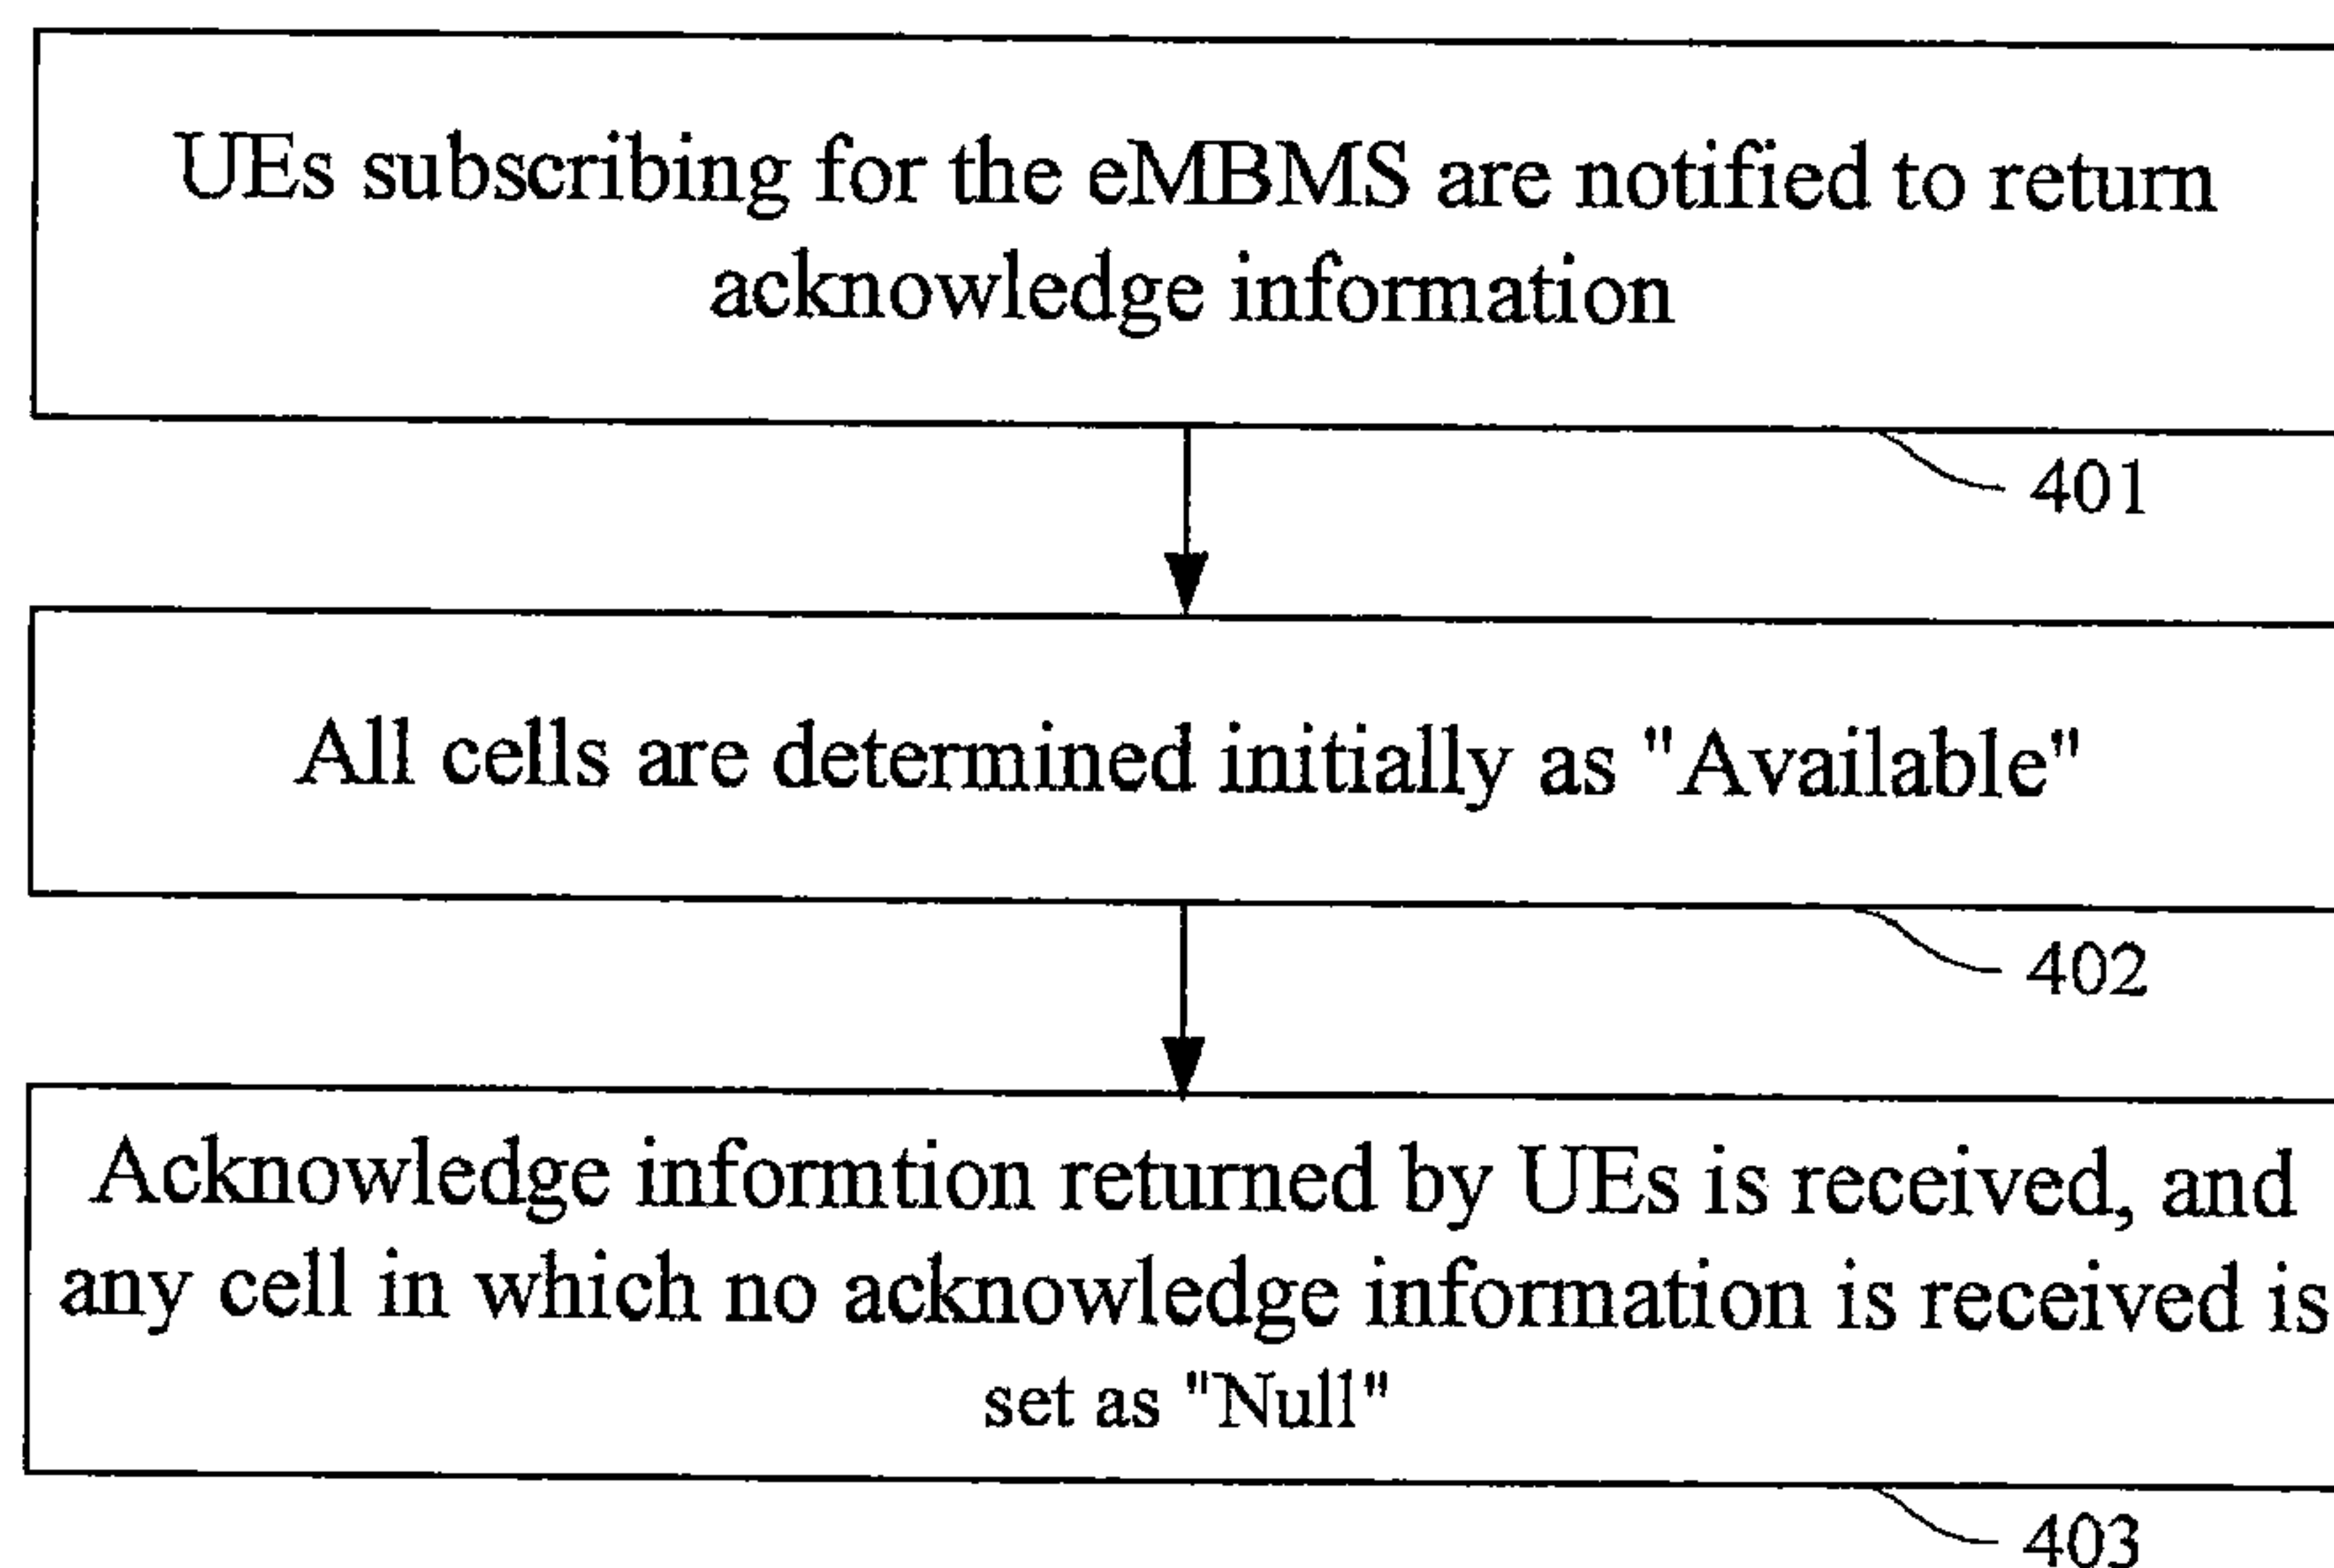 UEs subscribing for the eMBMS are notified to return
acknowledge information
401
All cells are determined initially as "Available"
402
Acknowledge informtion returned by UEs is received, and
any cell in which no acknowledge information is received is
set as "Null"
403